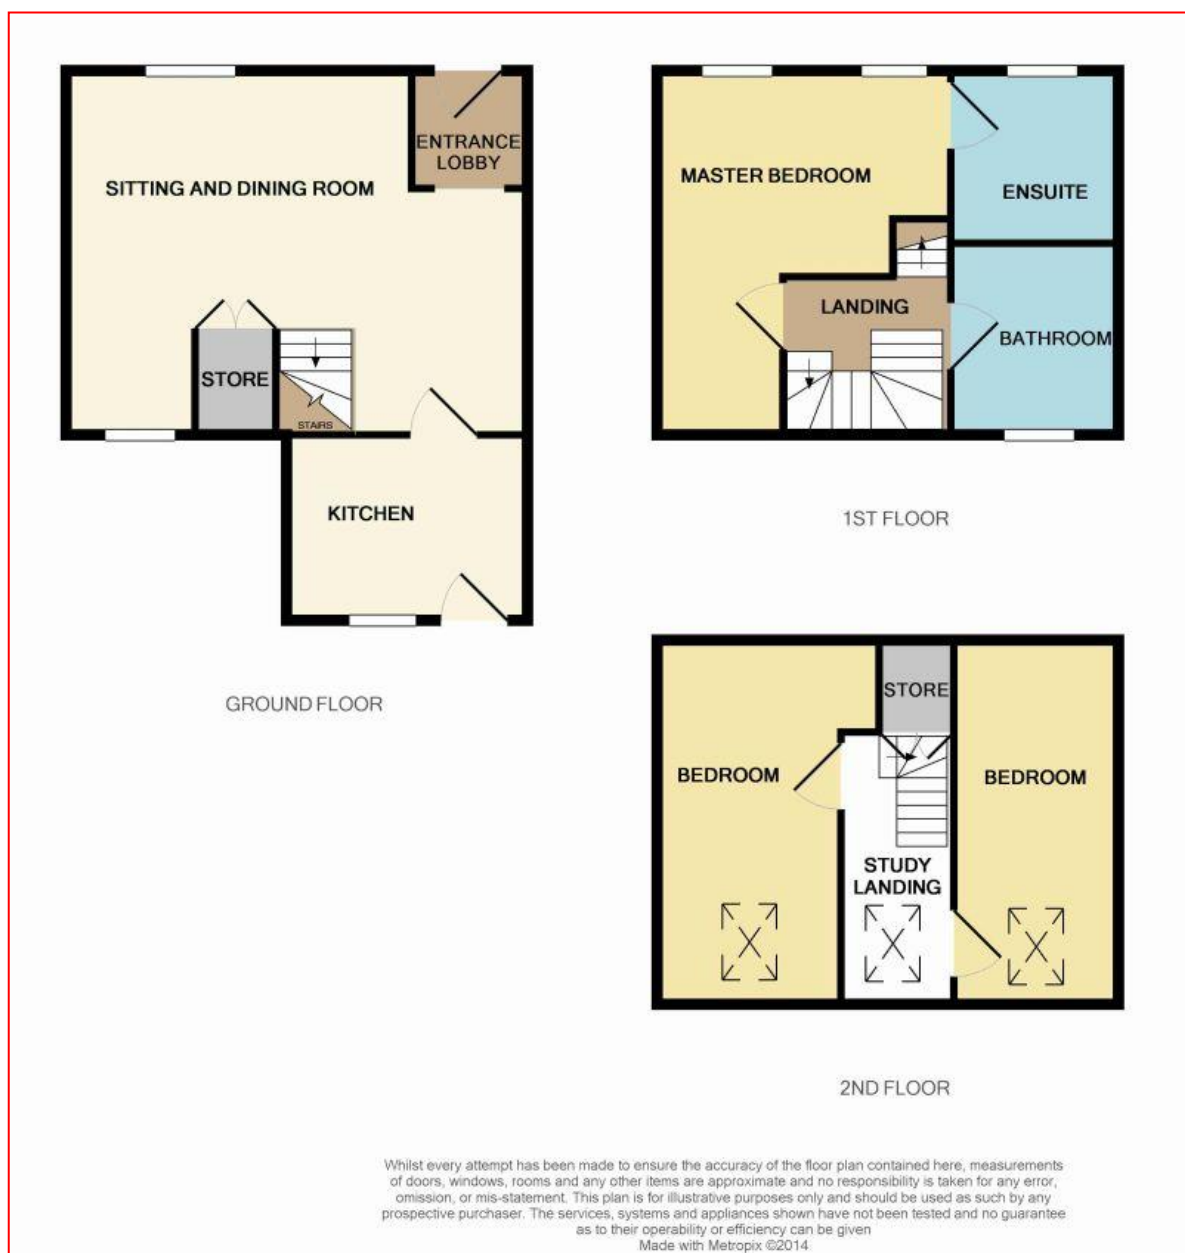 ENTRANCE
LOBBY
SITTING AND DINING ROOM
STORE
STAIRS
KITCHEN
GROUND FLOOR
MASTER BEDROOM
ENSUITE
LANDING
BATHROOM
1ST FLOOR
STORE
BEDROOM
BEDROOM
STUDY
LANDING
2ND FLOOR
Whilst every attempt has been made to ensure the accuracy of the floor plan contained here, measurements
of doors, windows, rooms and any other items are approximate and no responsibility is taken for any error,
omission, or mis-statement. This plan is for illustrative purposes only and should be used as such by any
prospective purchaser. The services, systems and appliances shown have not been tested and no guarantee
as to their operability or efficiency can be given
Made with Metropix ©2014